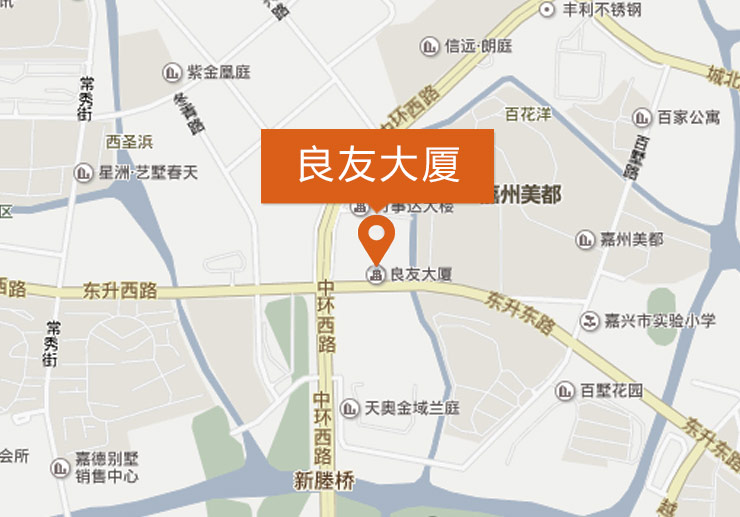 丰利不锈钢
信远·朗庭
紫金凰庭
城北
常秀街
冬青路
中环西路
百花洋
百家公寓
西圣浜
百墅路
星洲·艺墅春天
良友大厦
嘉州美都
区
嘉州美都
良友大厦
西路
东升西路
中环西路
东升东路
嘉兴市实验小学
常秀街
百墅花园
中环西路
天奥金域兰庭
东升东路
会所
嘉德别墅
销售中心
新塍桥
越